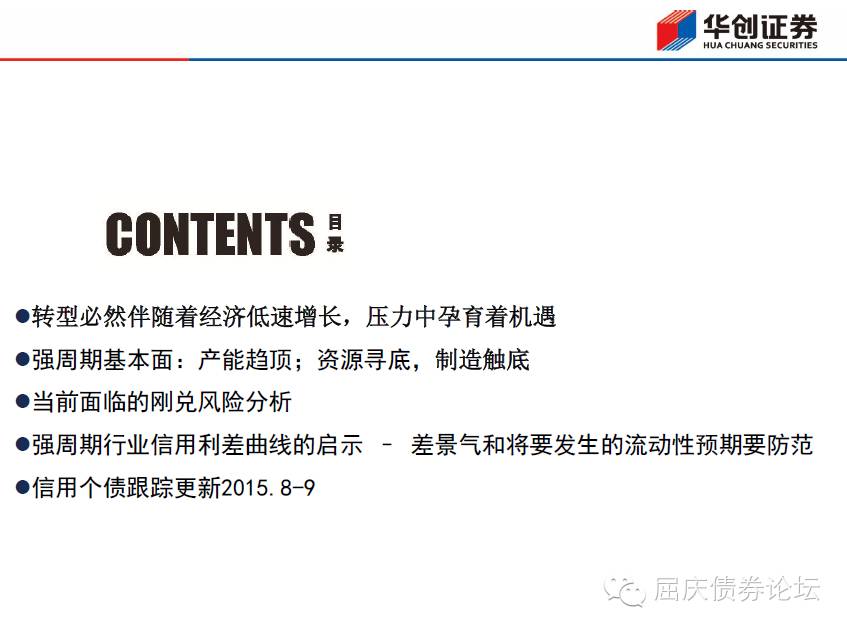 华创证券
HUA CHUANG SECURITIES
CONTENTS 目录
●转型必然伴随着经济低速增长，压力中孕育着机遇
●强周期基本面：产能趋顶；资源寻底，制造触底
●当前面临的刚兑风险分析
●强周期行业信用利差曲线的启示 – 差景气和将要发生的流动性预期要防范
●信用个债跟踪更新2015.8-9
屈庆债券论坛